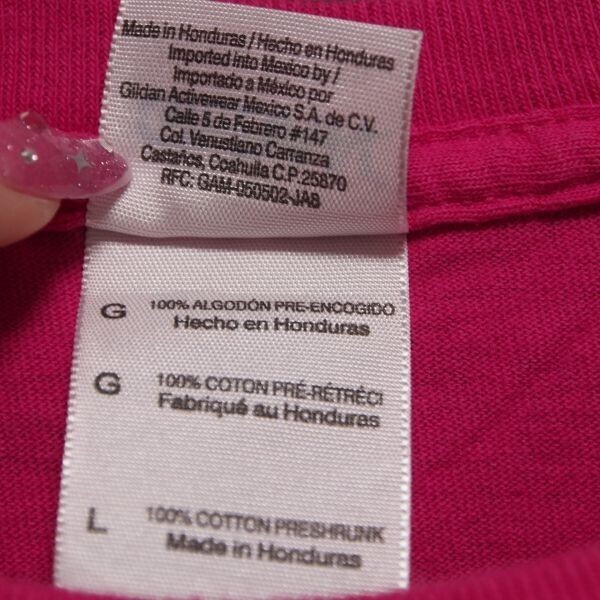 Made in Honduras / Hecho en Honduras
Imported into Mexico by /
Importado a México por
Gildan Activewear Mexico S.A. de C.V.
Calle 5 de Febrero #147
Col. Venustiano Carranza
Castaños, Coahuila C.P. 25870
RFC: GAM-050502-JA8
G 100% ALGODÓN PRE-ENCOGIDO
Hecho en Honduras
G 100% COTON PRÉ-RÉTRÉCI
Fabriqué au Honduras
L 100% COTTON PRESHRUNK
Made in Honduras